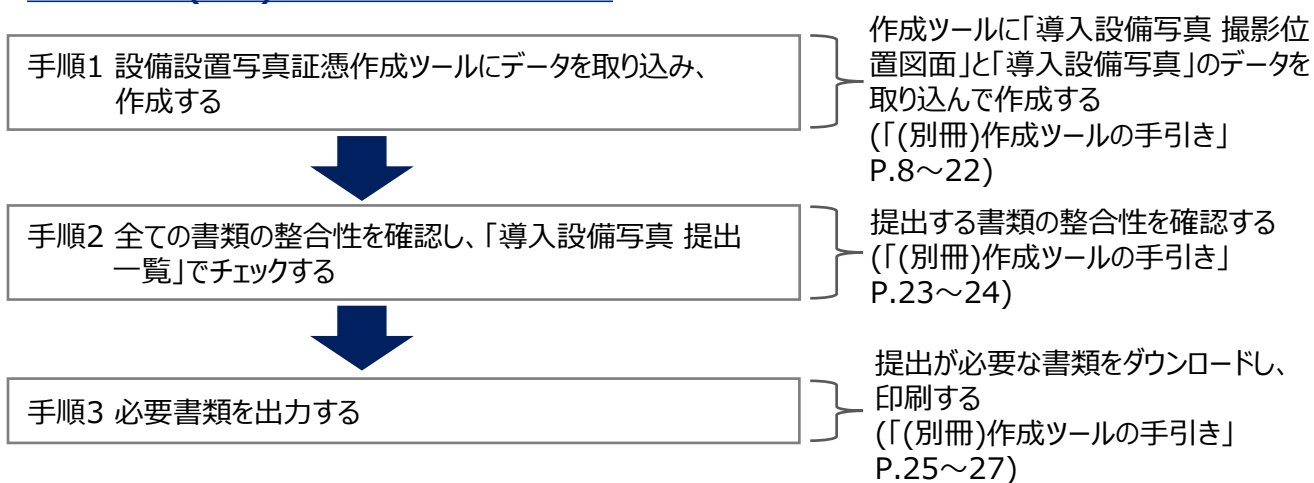 手順1 設備設置写真証憑作成ツールにデータを取り込み、
作成する
作成ツールに「導入設備写真 撮影位
置図面」と「導入設備写真」のデータを
取り込んで作成する
(「(別冊)作成ツールの手引き」
P.8～22)
手順2 全ての書類の整合性を確認し、「導入設備写真 提出
一覧」でチェックする
提出する書類の整合性を確認する
(「(別冊)作成ツールの手引き」
P.23～24)
手順3 必要書類を出力する
提出が必要な書類をダウンロードし、
印刷する
(「(別冊)作成ツールの手引き」
P.25～27)